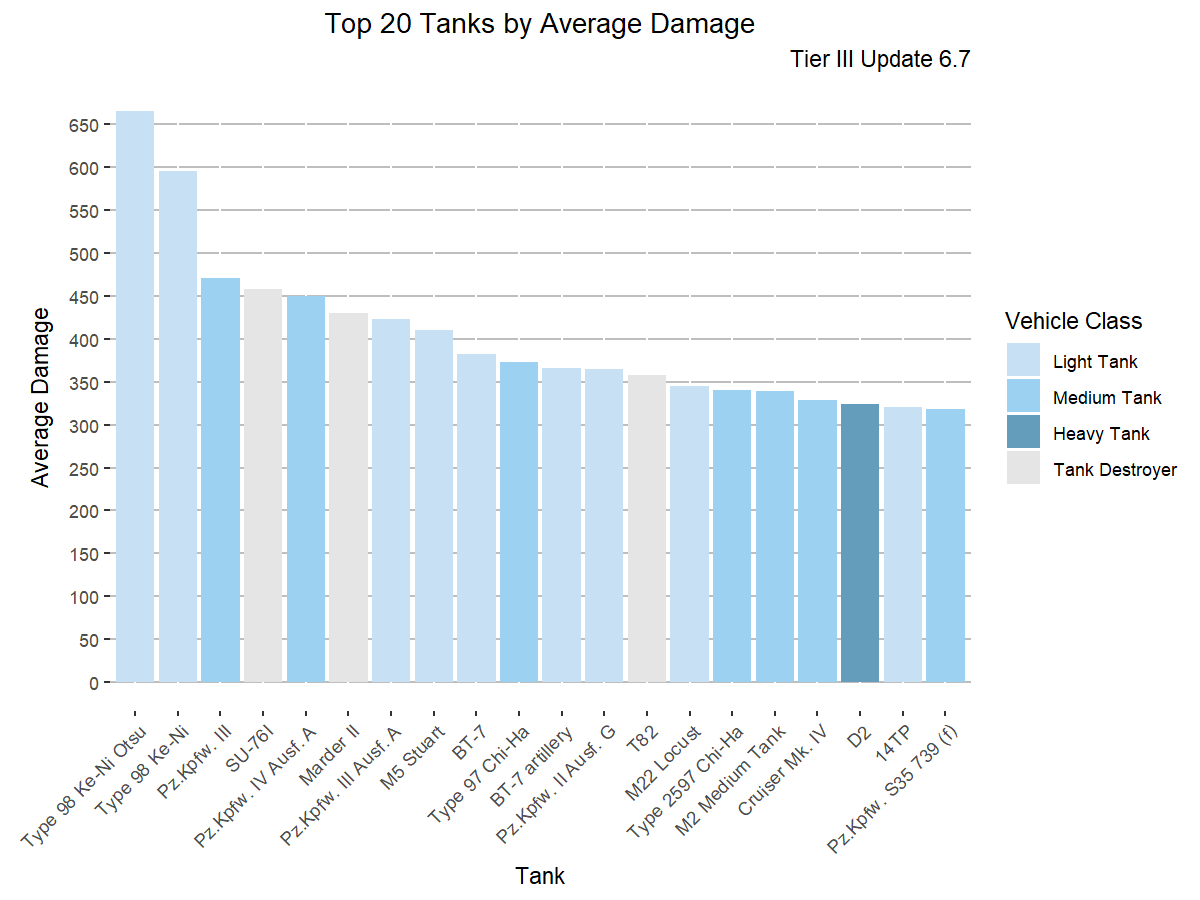 Top 20 Tanks by Average Damage
Tier III Update 6.7
Average Damage
650
600
550
500
450
400
350
300
250
200
150
100
50
0
Type 98 Ke-Ni Otsu
Type 98 Ke-Ni
Pz.Kpfw. III
SU-76I
Pz.Kpfw. IV Ausf. A
Marder II
Pz.Kpfw. III Ausf. A
M5 Stuart
BT-7
Type 97 Chi-Ha
BT-7 artillery
Pz.Kpfw. II Ausf. G
T82
M22 Locust
Type 2597 Chi-Ha
M2 Medium Tank
Cruiser Mk. IV
D2
14TP
Pz.Kpfw. S35 739 (f)
Tank
Vehicle Class
Light Tank
Medium Tank
Heavy Tank
Tank Destroyer